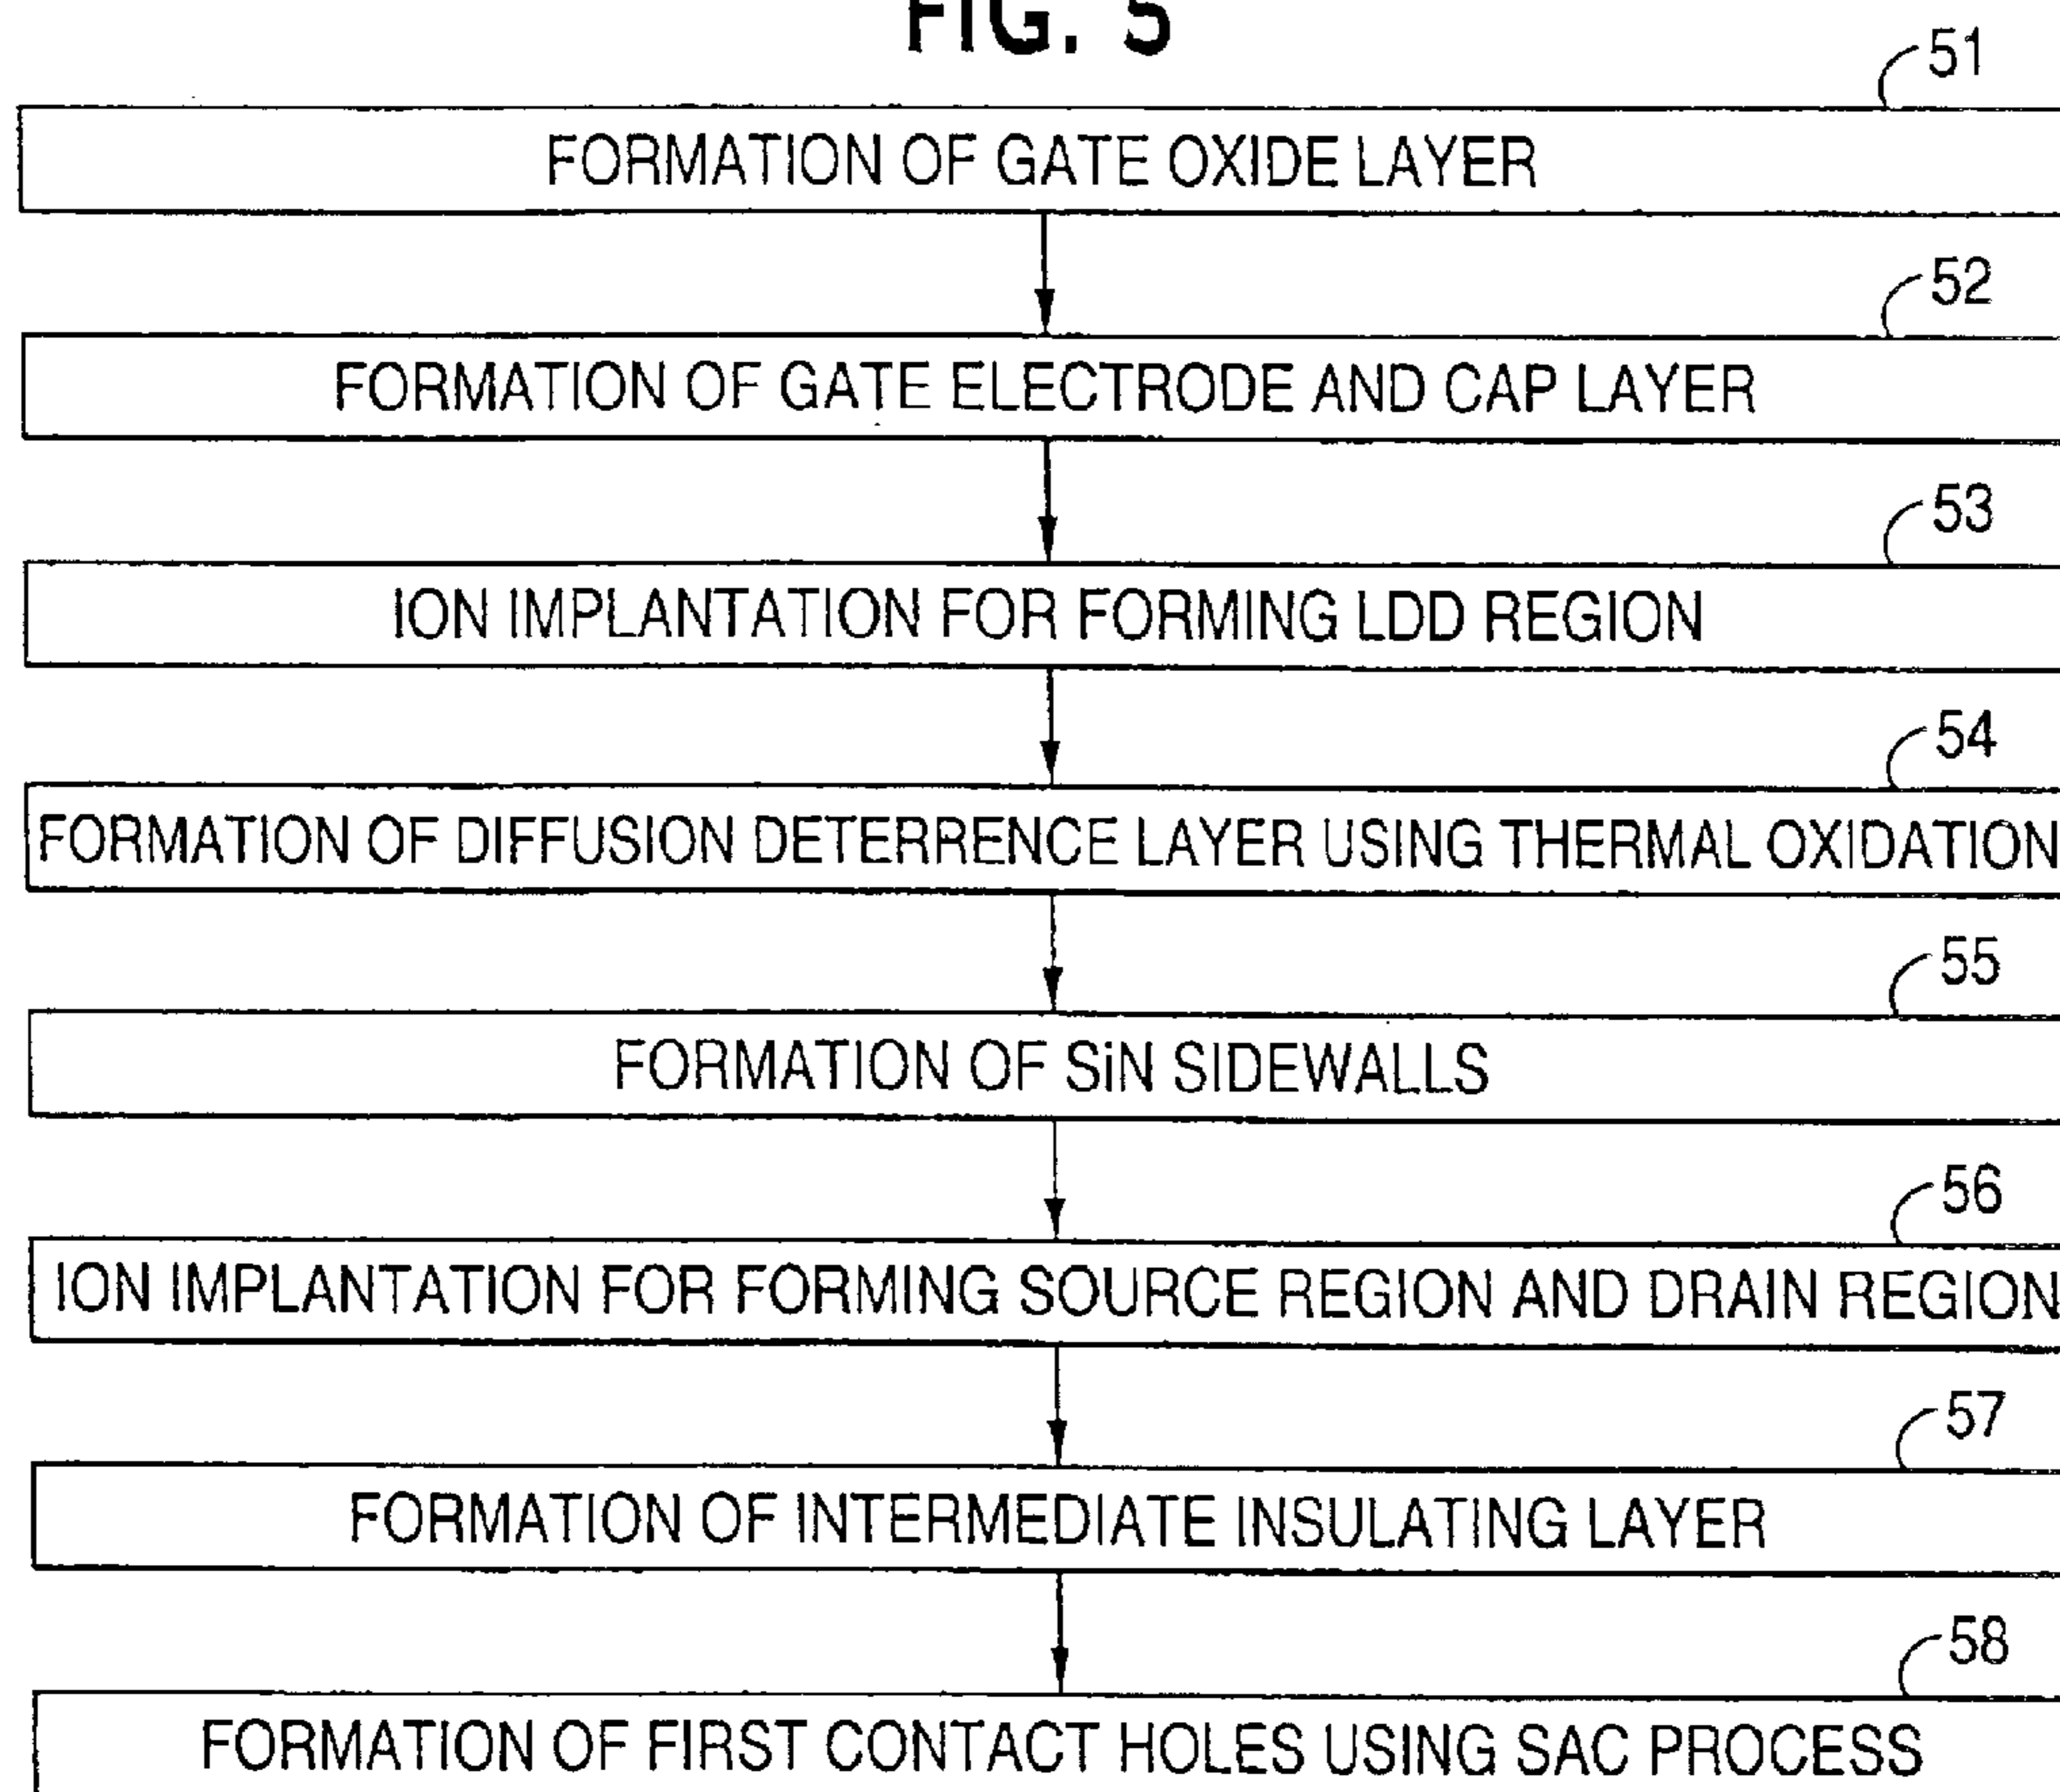 FIG. 5
51
FORMATION OF GATE OXIDE LAYER
52
FORMATION OF GATE ELECTRODE AND CAP LAYER
53
ION IMPLANTATION FOR FORMING LDD REGION
54
FORMATION OF DIFFUSION DETERRENCE LAYER USING THERMAL OXIDATION
55
FORMATION OF SiN SIDEWALLS
56
ION IMPLANTATION FOR FORMING SOURCE REGION AND DRAIN REGION
57
FORMATION OF INTERMEDIATE INSULATING LAYER
58
FORMATION OF FIRST CONTACT HOLES USING SAC PROCESS